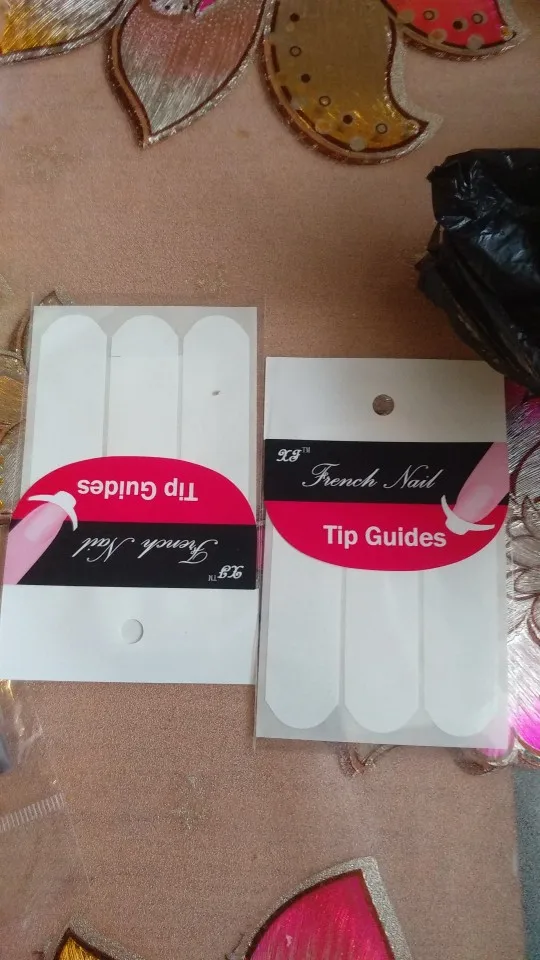 Tip Guides
French Nail
XF™
XF™
French Nail
Tip Guides